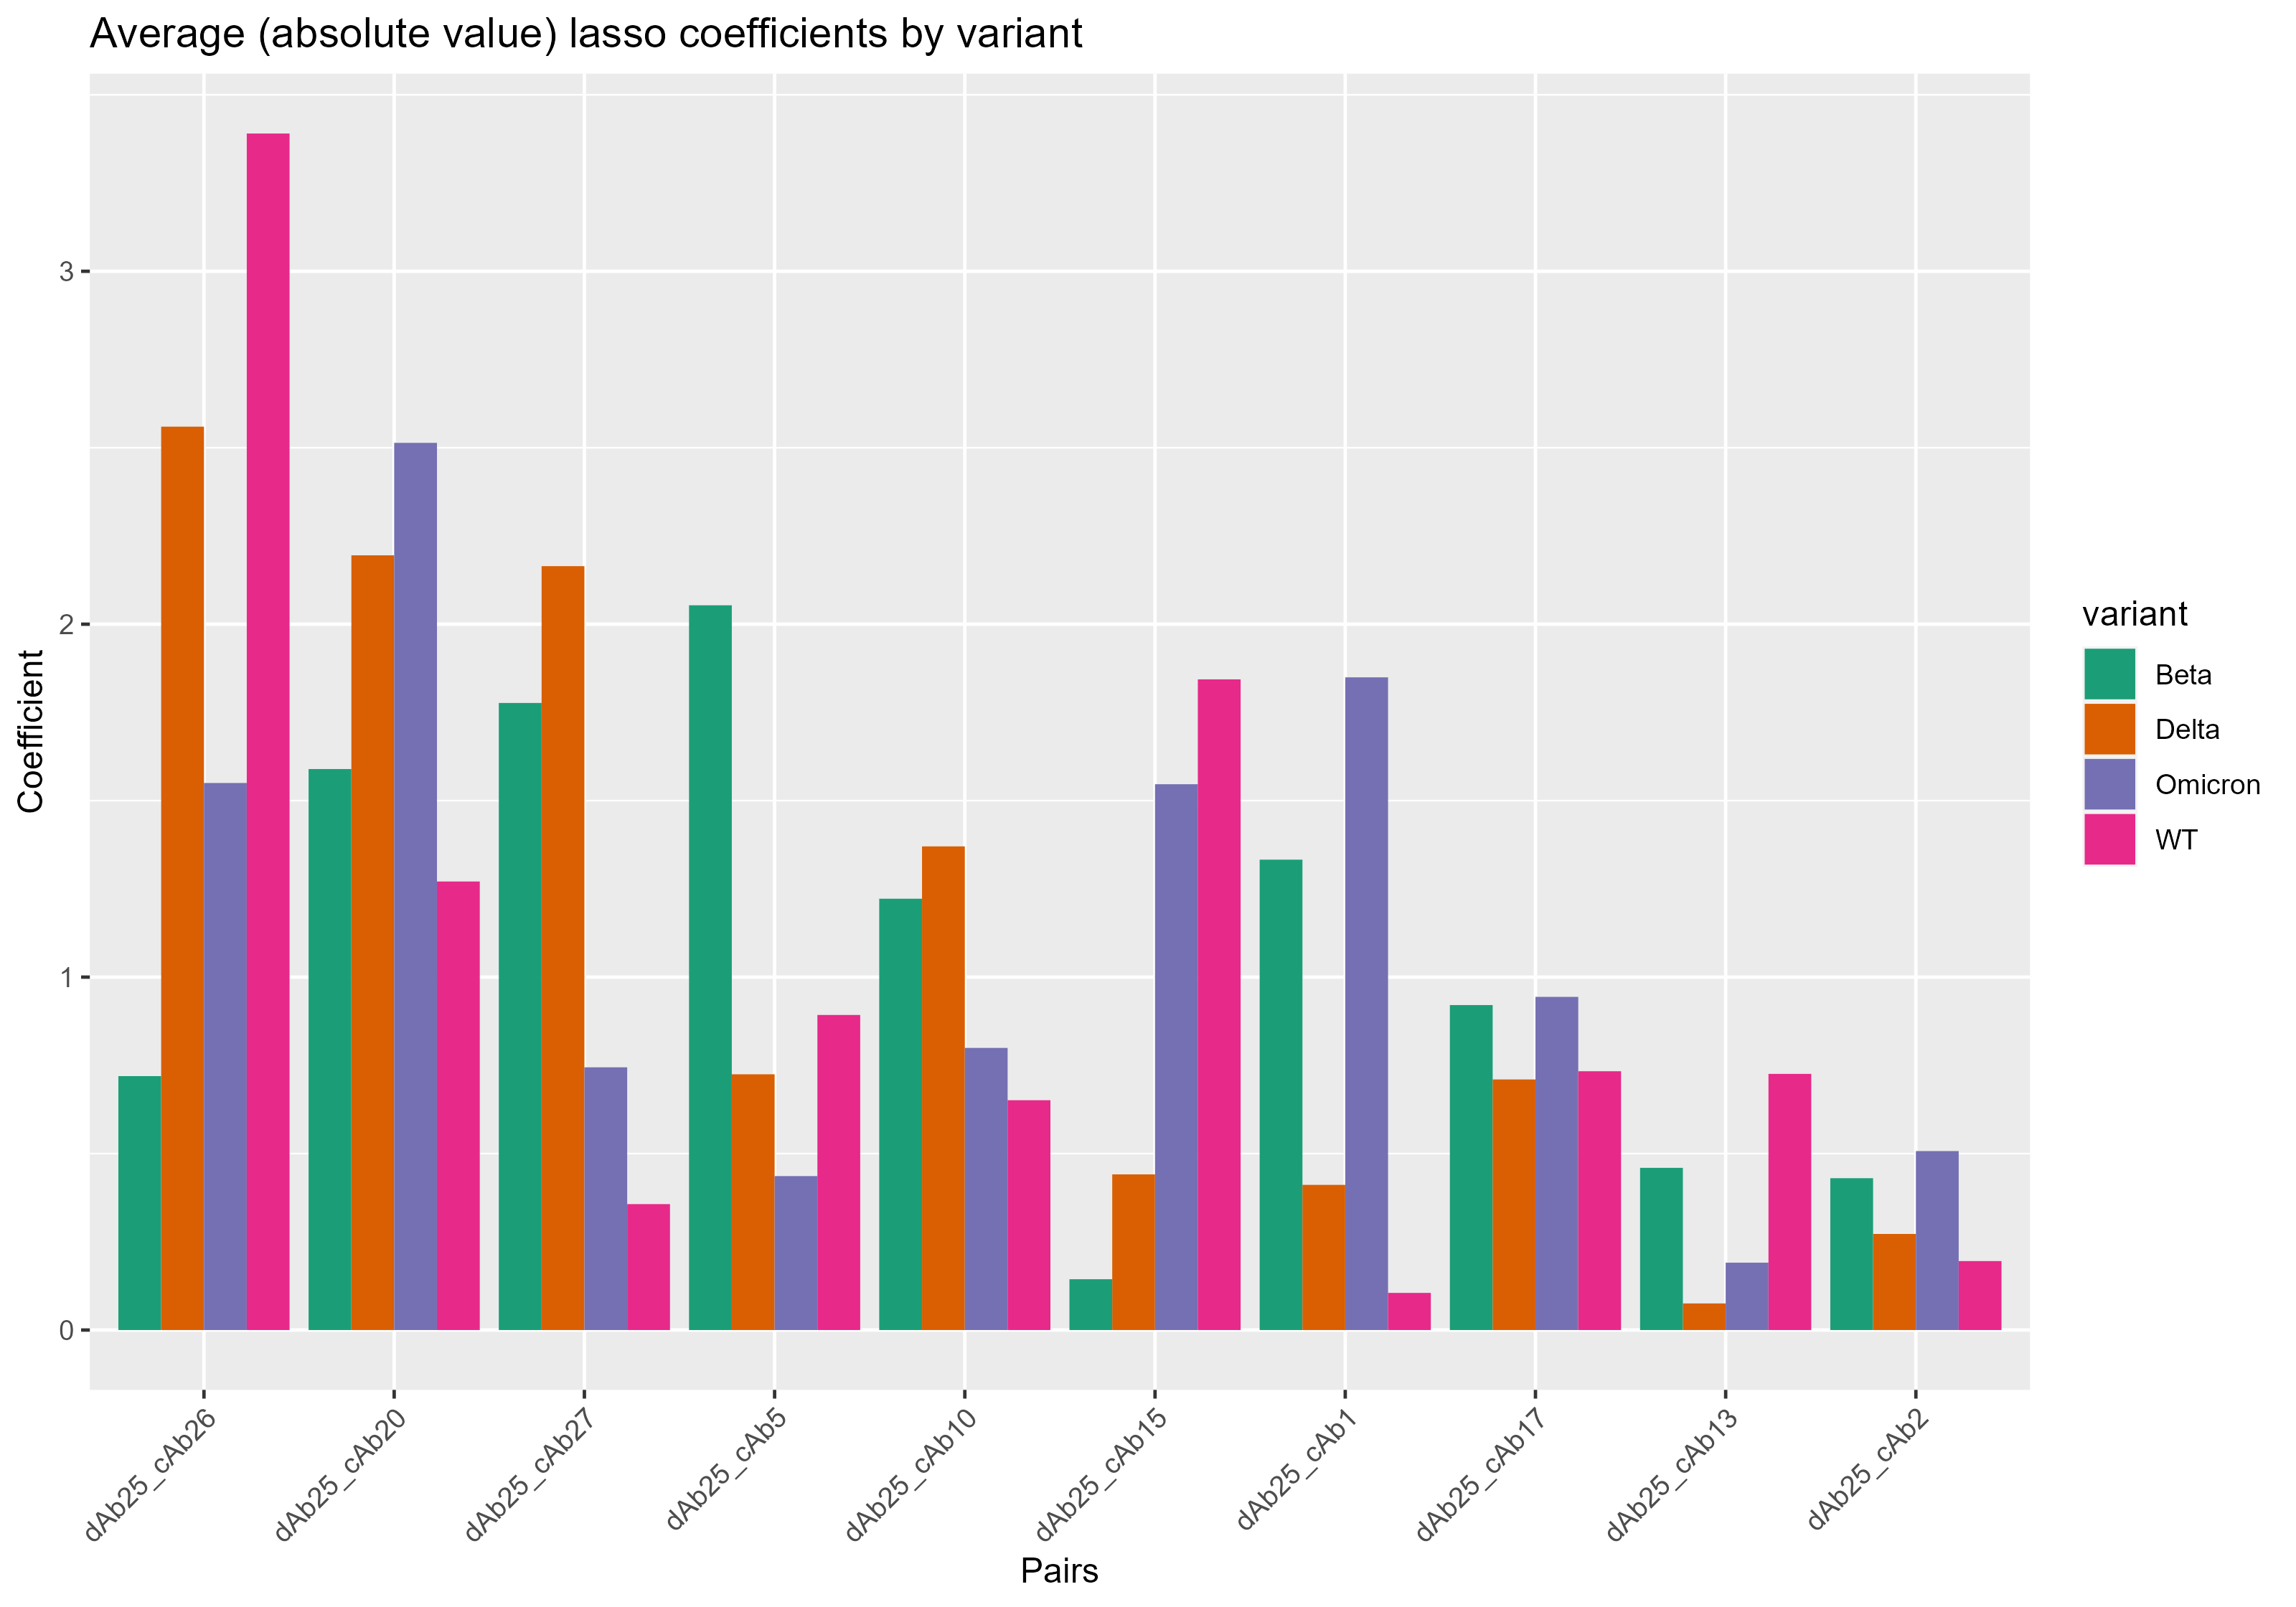 Average (absolute value) lasso coefficients by variant
Coefficient
3
2
1
0
dAb25_cAb26
dAb25_cAb20
dAb25_cAb27
dAb25_cAb5
dAb25_cAb10
dAb25_cAb15
dAb25_cAb1
dAb25_cAb17
dAb25_cAb13
dAb25_cAb2
Pairs
variant
Beta
Delta
Omicron
WT